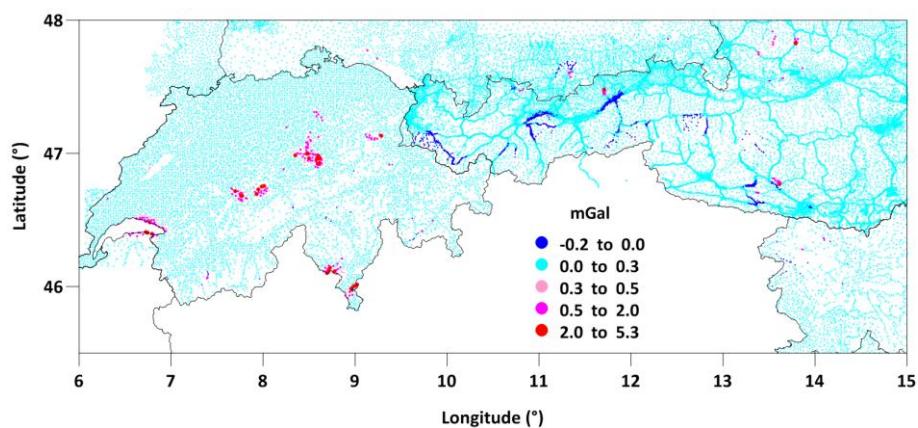 48
47
46
Latitude (°)
mGal
-0.2 to 0.0
0.0 to 0.3
0.3 to 0.5
0.5 to 2.0
2.0 to 5.3
6 7 8 9 10 11 12 13 14 15
Longitude (°)